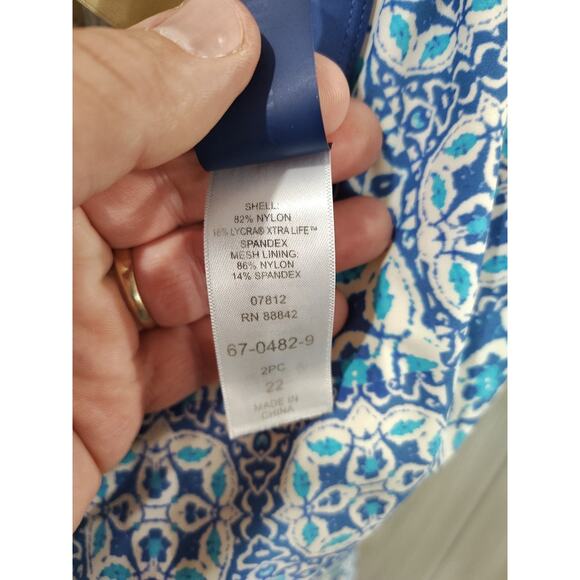 SHELL:
82% NYLON
18% LYCRA® XTRA LIFE™
SPANDEX
MESH LINING:
86% NYLON
14% SPANDEX
07812
RN 88842
67-0482-9
2PC
22
MADE IN
CHINA